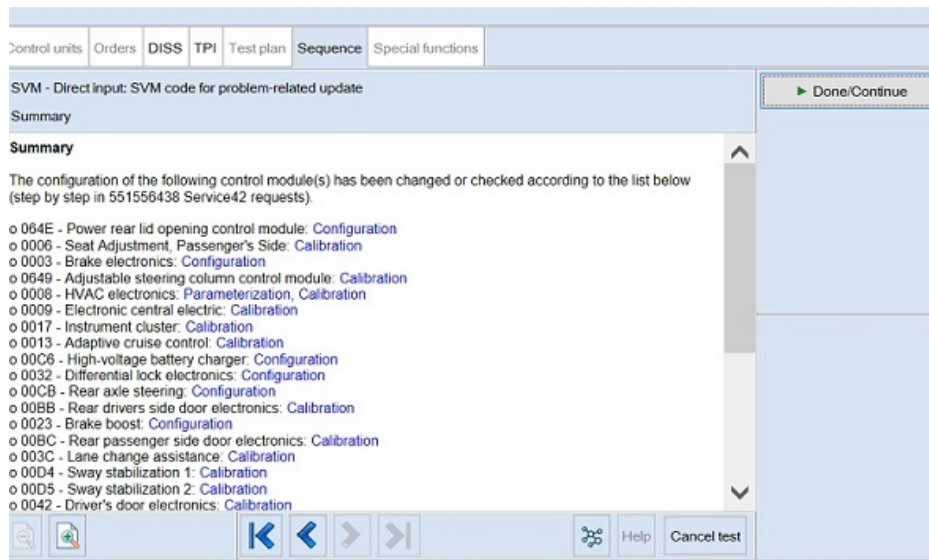 Control units Orders DISS TPI Test plan Sequence Special functions
SVM - Direct input: SVM code for problem-related update
Done/Continue
Summary
Summary
The configuration of the following control module(s) has been changed or checked according to the list below
(step by step in 551556438 Service42 requests).
o 064E - Power rear lid opening control module: Configuration
o 0006 - Seat Adjustment, Passenger's Side: Calibration
o 0003 - Brake electronics: Configuration
o 0649 - Adjustable steering column control module: Calibration
o 0008 - HVAC electronics: Parameterization, Calibration
o 0009 - Electronic central electric: Calibration
o 0017 - Instrument cluster: Calibration
o 0013 - Adaptive cruise control: Calibration
o 00C6 - High-voltage battery charger: Configuration
o 0032 - Differential lock electronics: Configuration
o 00CB - Rear axle steering: Configuration
o 00BB - Rear drivers side door electronics: Calibration
o 0023 - Brake boost: Configuration
o 00BC - Rear passenger side door electronics: Calibration
o 003C - Lane change assistance: Calibration
o 00D4 - Sway stabilization 1: Calibration
o 00D5 - Sway stabilization 2: Calibration
o 0042 - Driver's door electronics: Calibration
Help Cancel test